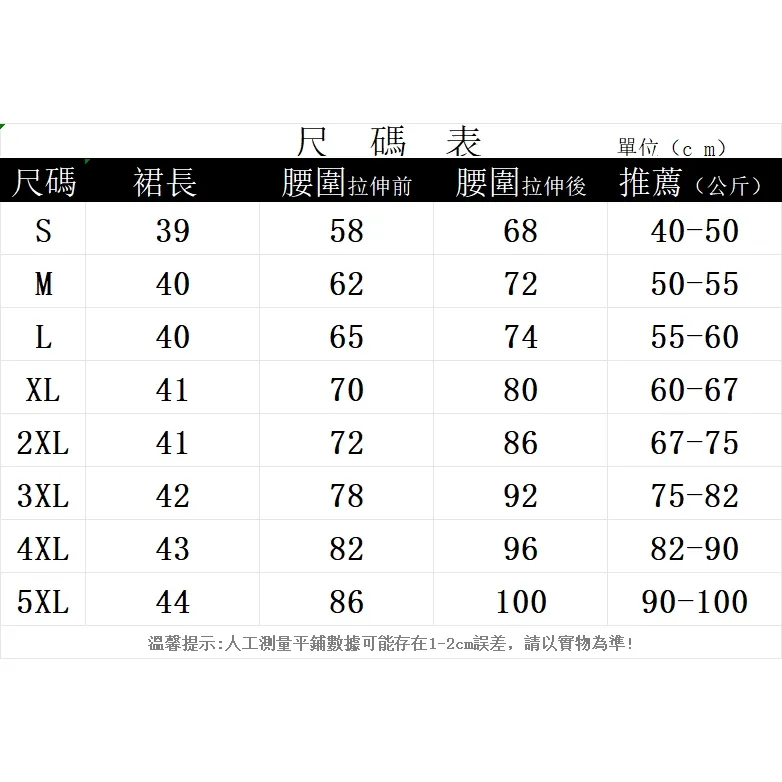 尺 碼 表 單位（c m）
尺碼 裙長 腰圍拉伸前 腰圍拉伸後 推薦（公斤）
S 39 58 68 40-50
M 40 62 72 50-55
L 40 65 74 55-60
XL 41 70 80 60-67
2XL 41 72 86 67-75
3XL 42 78 92 75-82
4XL 43 82 96 82-90
5XL 44 86 100 90-100
溫馨提示:人工測量平鋪數據可能存在1-2cm誤差，請以實物為準!